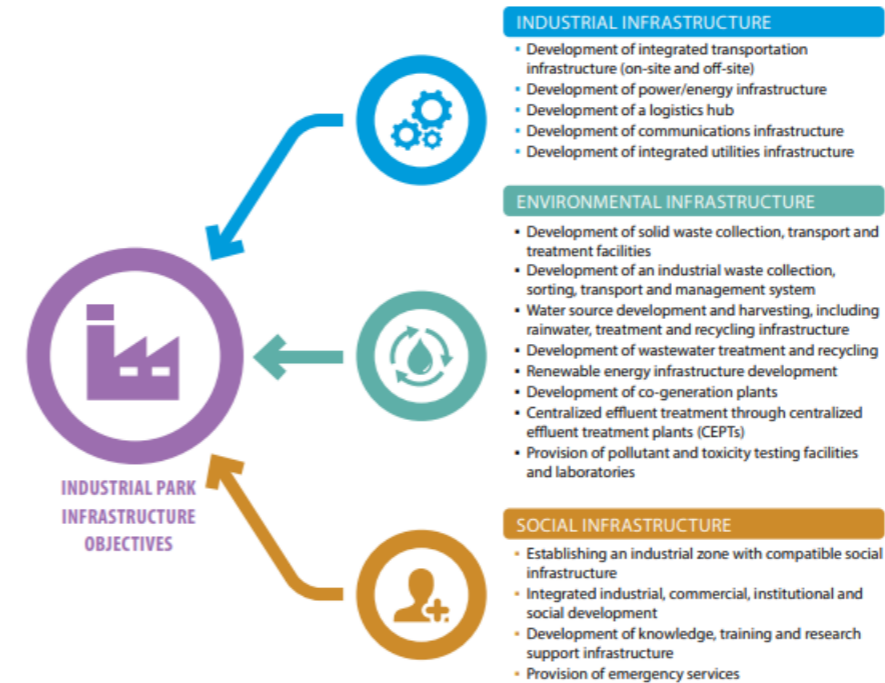 INDUSTRIAL INFRASTRUCTURE
▪ Development of integrated transportation
infrastructure (on-site and off-site)
▪ Development of power/energy infrastructure
▪ Development of a logistics hub
▪ Development of communications infrastructure
▪ Development of integrated utilities infrastructure
ENVIRONMENTAL INFRASTRUCTURE
▪ Development of solid waste collection, transport and
treatment facilities
▪ Development of an industrial waste collection,
sorting, transport and management system
▪ Water source development and harvesting, including
rainwater, treatment and recycling infrastructure
▪ Development of wastewater treatment and recycling
▪ Renewable energy infrastructure development
▪ Development of co-generation plants
▪ Centralized effluent treatment through centralized
effluent treatment plants (CEPTs)
▪ Provision of pollutant and toxicity testing facilities
and laboratories
INDUSTRIAL PARK
INFRASTRUCTURE
OBJECTIVES
SOCIAL INFRASTRUCTURE
▪ Establishing an industrial zone with compatible social
infrastructure
▪ Integrated industrial, commercial, institutional and
social development
▪ Development of knowledge, training and research
support infrastructure
▪ Provision of emergency services